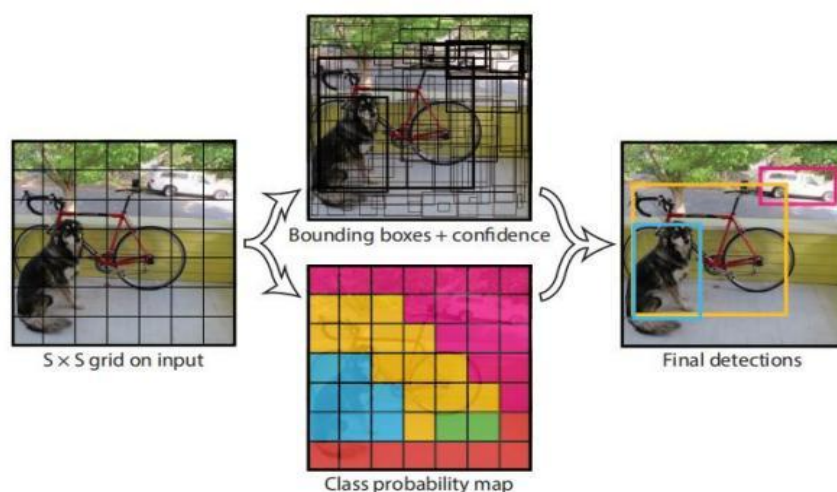 S × S grid on input
Bounding boxes + confidence
Class probability map
Final detections